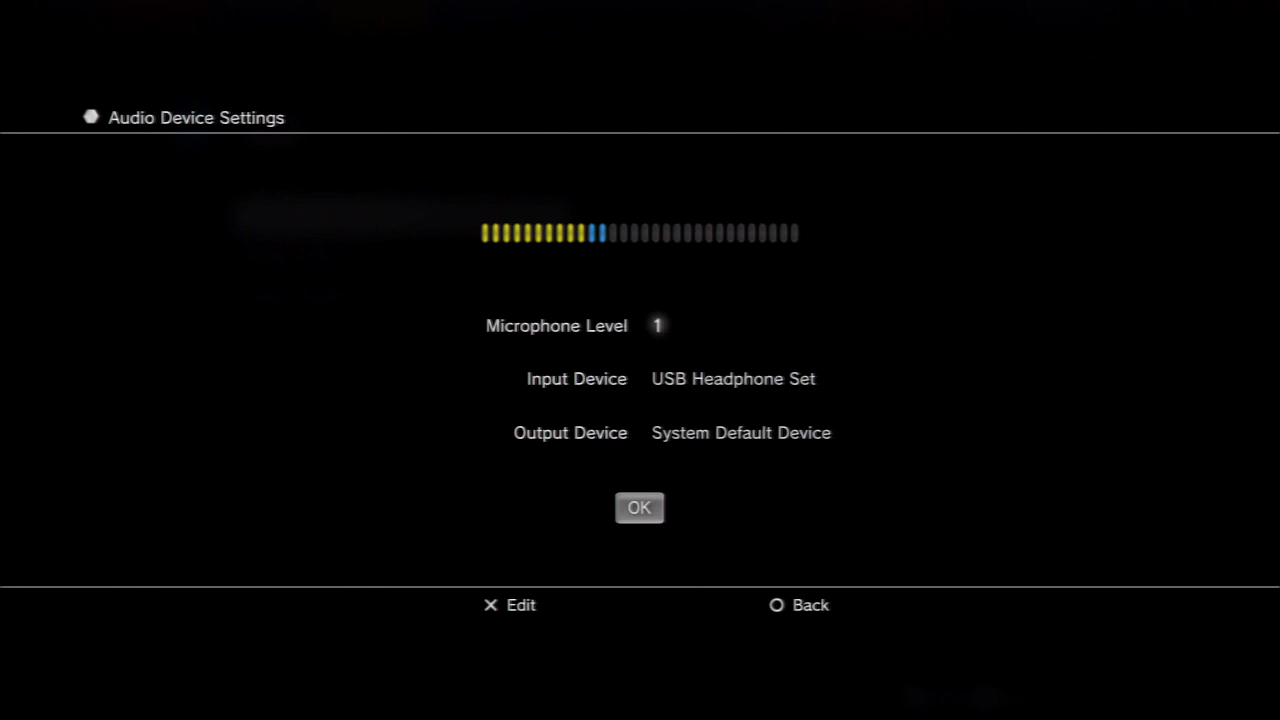 Audio Device Settings
Microphone Level 1
Input Device USB Headphone Set
Output Device System Default Device
OK
Edit Back